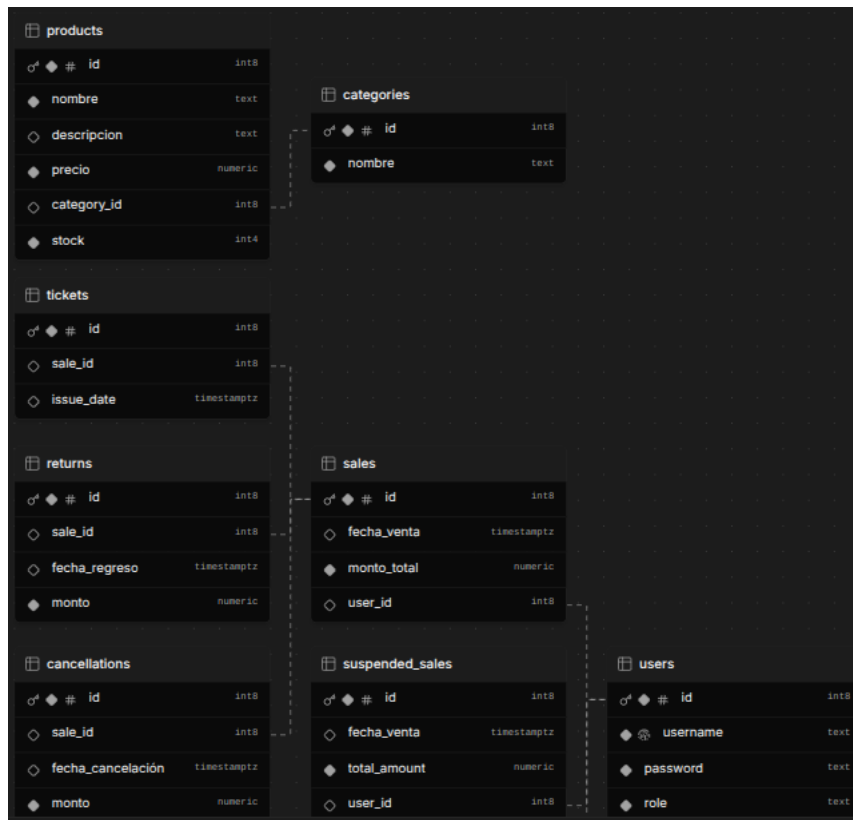 products
# id int8
nombre text
descripcion text
precio numeric
category_id int8
stock int4
categories
# id int8
nombre text
tickets
# id int8
sale_id int8
issue_date timestamptz
returns
# id int8
sale_id int8
fecha_regreso timestamptz
monto numeric
sales
# id int8
fecha_venta timestamptz
monto_total numeric
user_id int8
cancellations
# id int8
sale_id int8
fecha_cancelación timestamptz
monto numeric
suspended_sales
# id int8
fecha_venta timestamptz
total_amount numeric
user_id int8
users
# id int8
username text
password text
role text